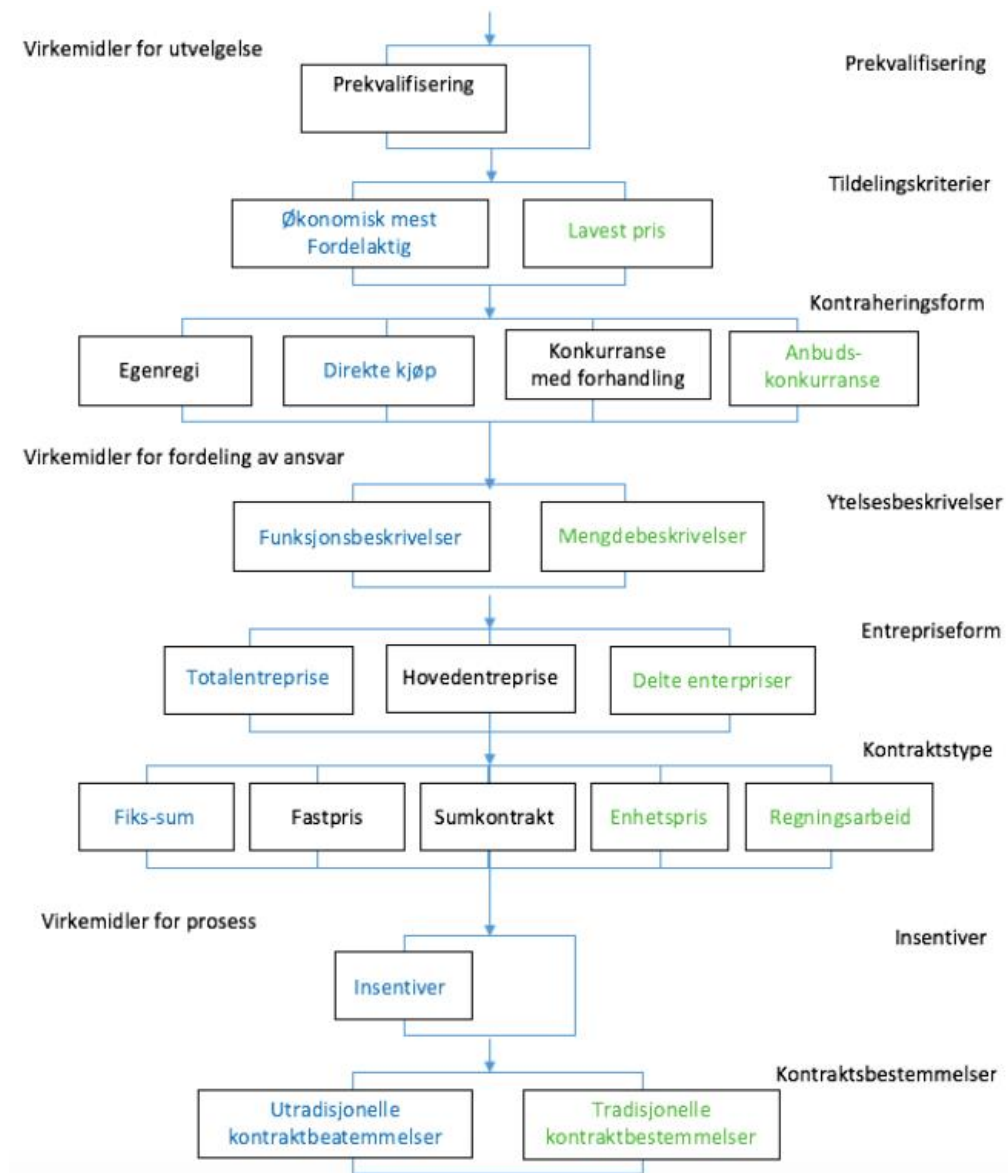 Virkemidler for utvelgelse
Prekvalifisering
Prekvalifisering
Tildelingskriterier
Økonomisk mest
Fordelaktig
Lavest pris
Kontraheringsform
Egenregi
Direkte kjøp
Konkurranse
med forhandling
Anbuds-
konkurranse
Virkemidler for fordeling av ansvar
Ytelsesbeskrivelser
Funksjonsbeskrivelser
Mengdebeskrivelser
Entrepriseform
Totalentreprise
Hovedentreprise
Delte enterpriser
Kontraktstype
Fiks-sum
Fastpris
Sumkontrakt
Enhetspris
Regningsarbeid
Virkemidler for prosess
Insentiver
Insentiver
Kontraktsbestemmelser
Utradisjonelle
kontraktbeatemmelser
Tradisjonelle
kontraktbestemmelser